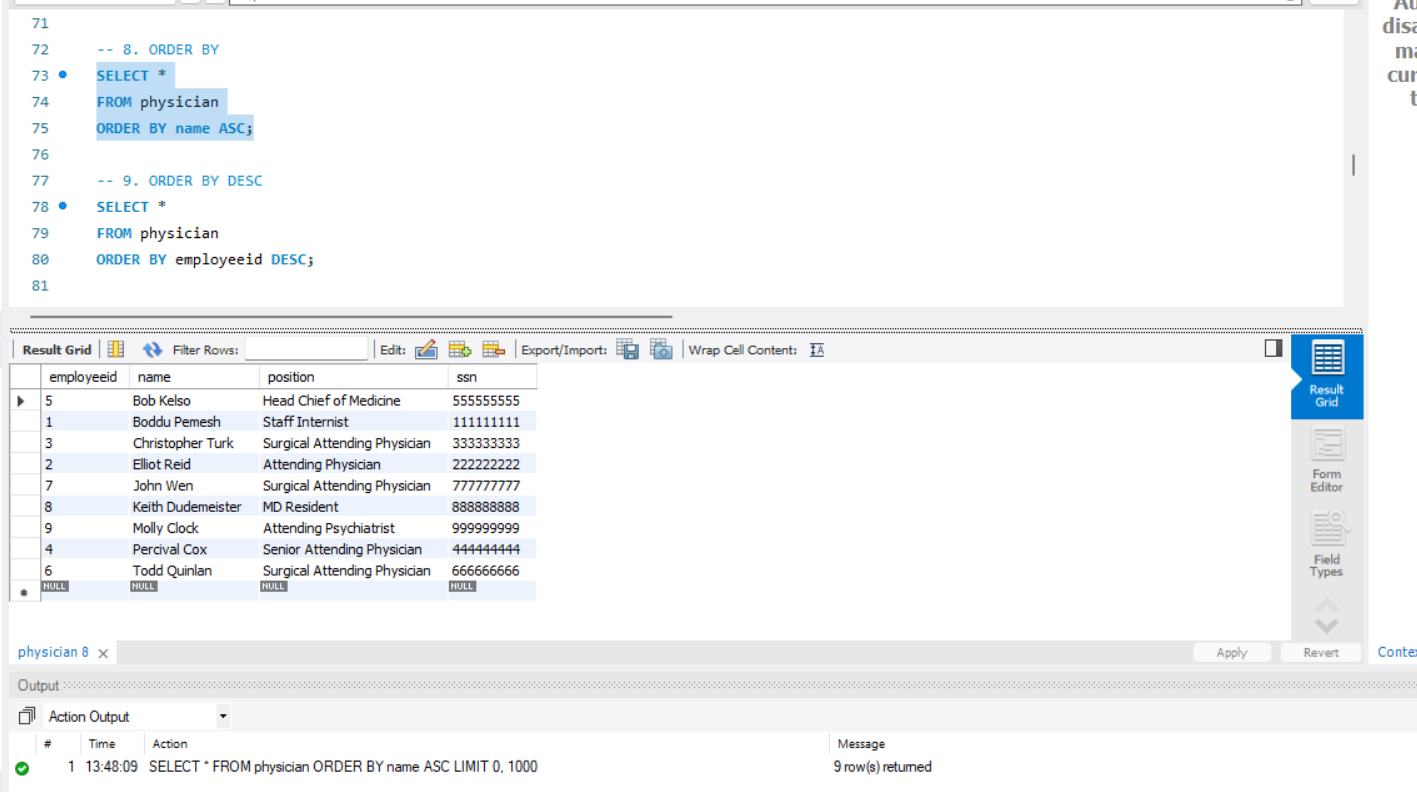 71
72 -- 8. ORDER BY
73 SELECT *
74 FROM physician
75 ORDER BY name ASC;
76
77 -- 9. ORDER BY DESC
78 SELECT *
79 FROM physician
80 ORDER BY employeeid DESC;
81
Result Grid Filter Rows: Edit: Export/Import: Wrap Cell Content: IA
employeeid name position ssn
5 Bob Kelso Head Chief of Medicine 555555555
1 Boddu Pemesh Staff Internist 111111111
3 Christopher Turk Surgical Attending Physician 333333333
2 Elliot Reid Attending Physician 222222222
7 John Wen Surgical Attending Physician 777777777
8 Keith Dudemeister MD Resident 888888888
9 Molly Clock Attending Psychiatrist 999999999
4 Percival Cox Senior Attending Physician 444444444
6 Todd Quinlan Surgical Attending Physician 666666666
NULL NULL NULL NULL
Result
Grid
Form
Editor
Field
Types
physician 8
Apply Revert
Output
Action Output
# Time Action Message
1 13:48:09 SELECT * FROM physician ORDER BY name ASC LIMIT 0, 1000 9 row(s) returned